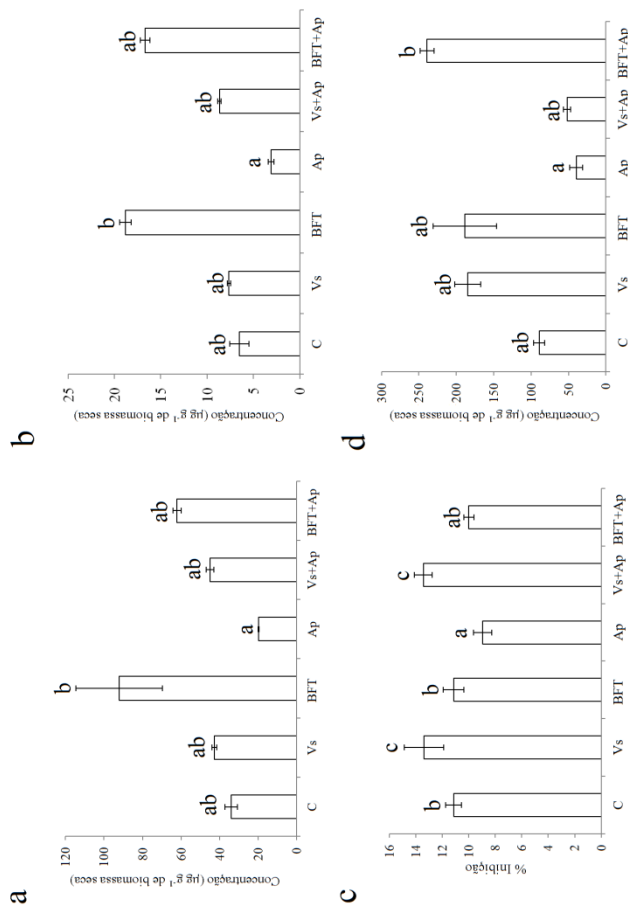 a
Concentração (µg g⁻¹ de biomassa seca)
120
100
80
60
40
20
0
ab
ab
b
a
ab
ab
C Vs BFT Ap Vs+Ap BFT+Ap
b
Concentração (µg g⁻¹ de biomassa seca)
25
20
15
10
5
0
ab
ab
b
a
ab
ab
C Vs BFT Ap Vs+Ap BFT+Ap
c
% Inibição
16
14
12
10
8
6
4
2
0
b
c
b
a
c
ab
C Vs BFT Ap Vs+Ap BFT+Ap
d
Concentração (µg g⁻¹ de biomassa seca)
300
250
200
150
100
50
0
ab
ab
ab
a
ab
b
C Vs BFT Ap Vs+Ap BFT+Ap